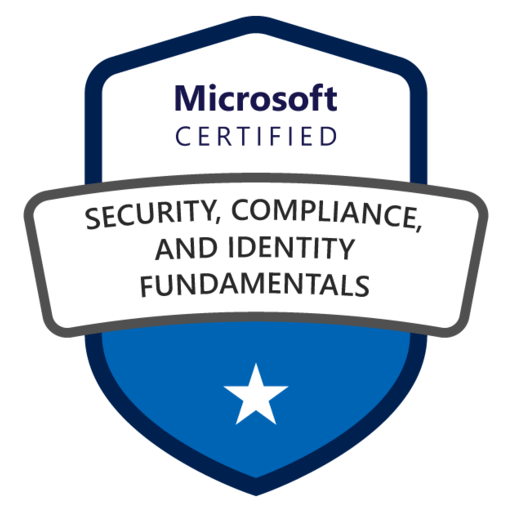 Microsoft
CERTIFIED
SECURITY, COMPLIANCE,
AND IDENTITY
FUNDAMENTALS